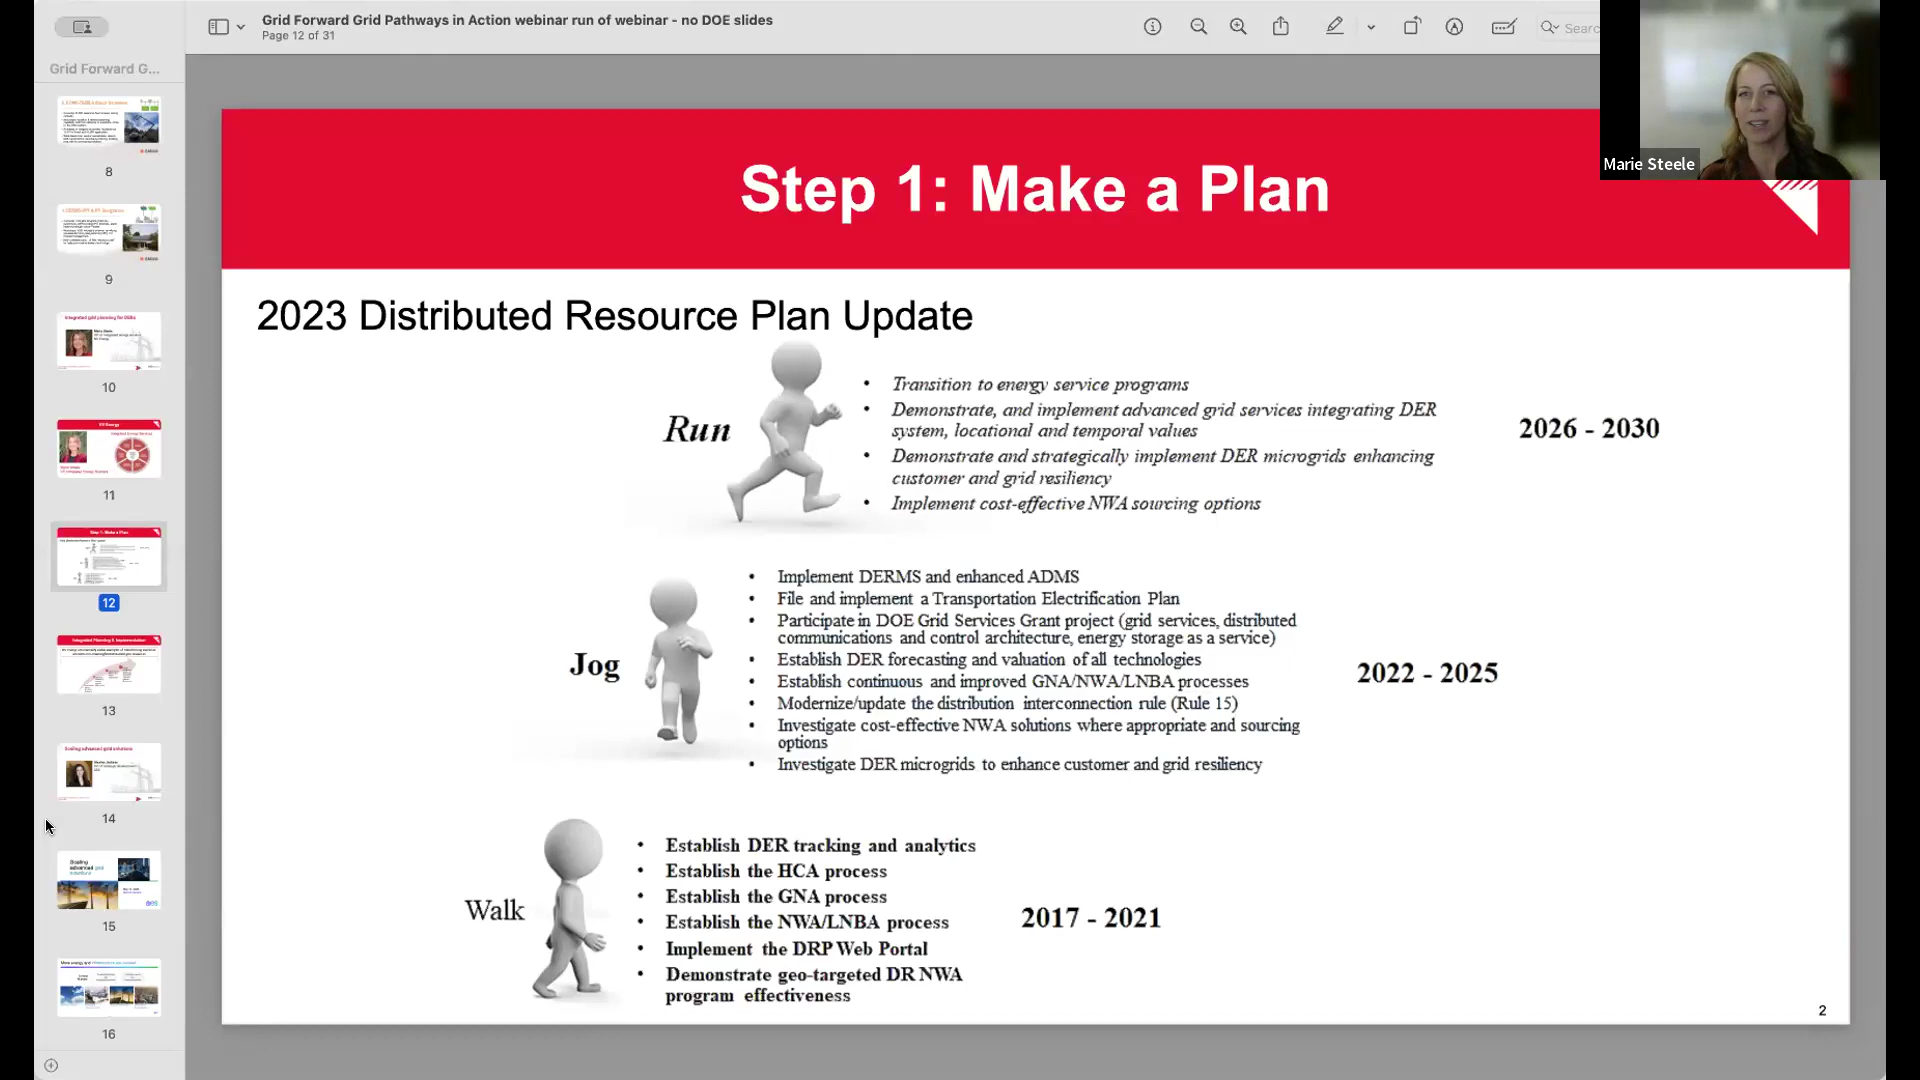 Grid Forward Grid Pathways in Action webinar run of webinar - no DOE slides
Page 12 of 31
Grid Forward G...
8
9
10
11
12
13
14
15
16
Marie Steele
Step 1: Make a Plan
2023 Distributed Resource Plan Update
Run
• Transition to energy service programs
• Demonstrate, and implement advanced grid services integrating DER
system, locational and temporal values
• Demonstrate and strategically implement DER microgrids enhancing
customer and grid resiliency
• Implement cost-effective NWA sourcing options
2026 - 2030
Jog
• Implement DERMS and enhanced ADMS
• File and implement a Transportation Electrification Plan
• Participate in DOE Grid Services Grant project (grid services, distributed
communications and control architecture, energy storage as a service)
• Establish DER forecasting and valuation of all technologies
• Establish continuous and improved GNA/NWA/LNBA processes
• Modernize/update the distribution interconnection rule (Rule 15)
• Investigate cost-effective NWA solutions where appropriate and sourcing
options
• Investigate DER microgrids to enhance customer and grid resiliency
2022 - 2025
Walk
• Establish DER tracking and analytics
• Establish the HCA process
• Establish the GNA process
• Establish the NWA/LNBA process
• Implement the DRP Web Portal
• Demonstrate geo-targeted DR NWA
program effectiveness
2017 - 2021
2